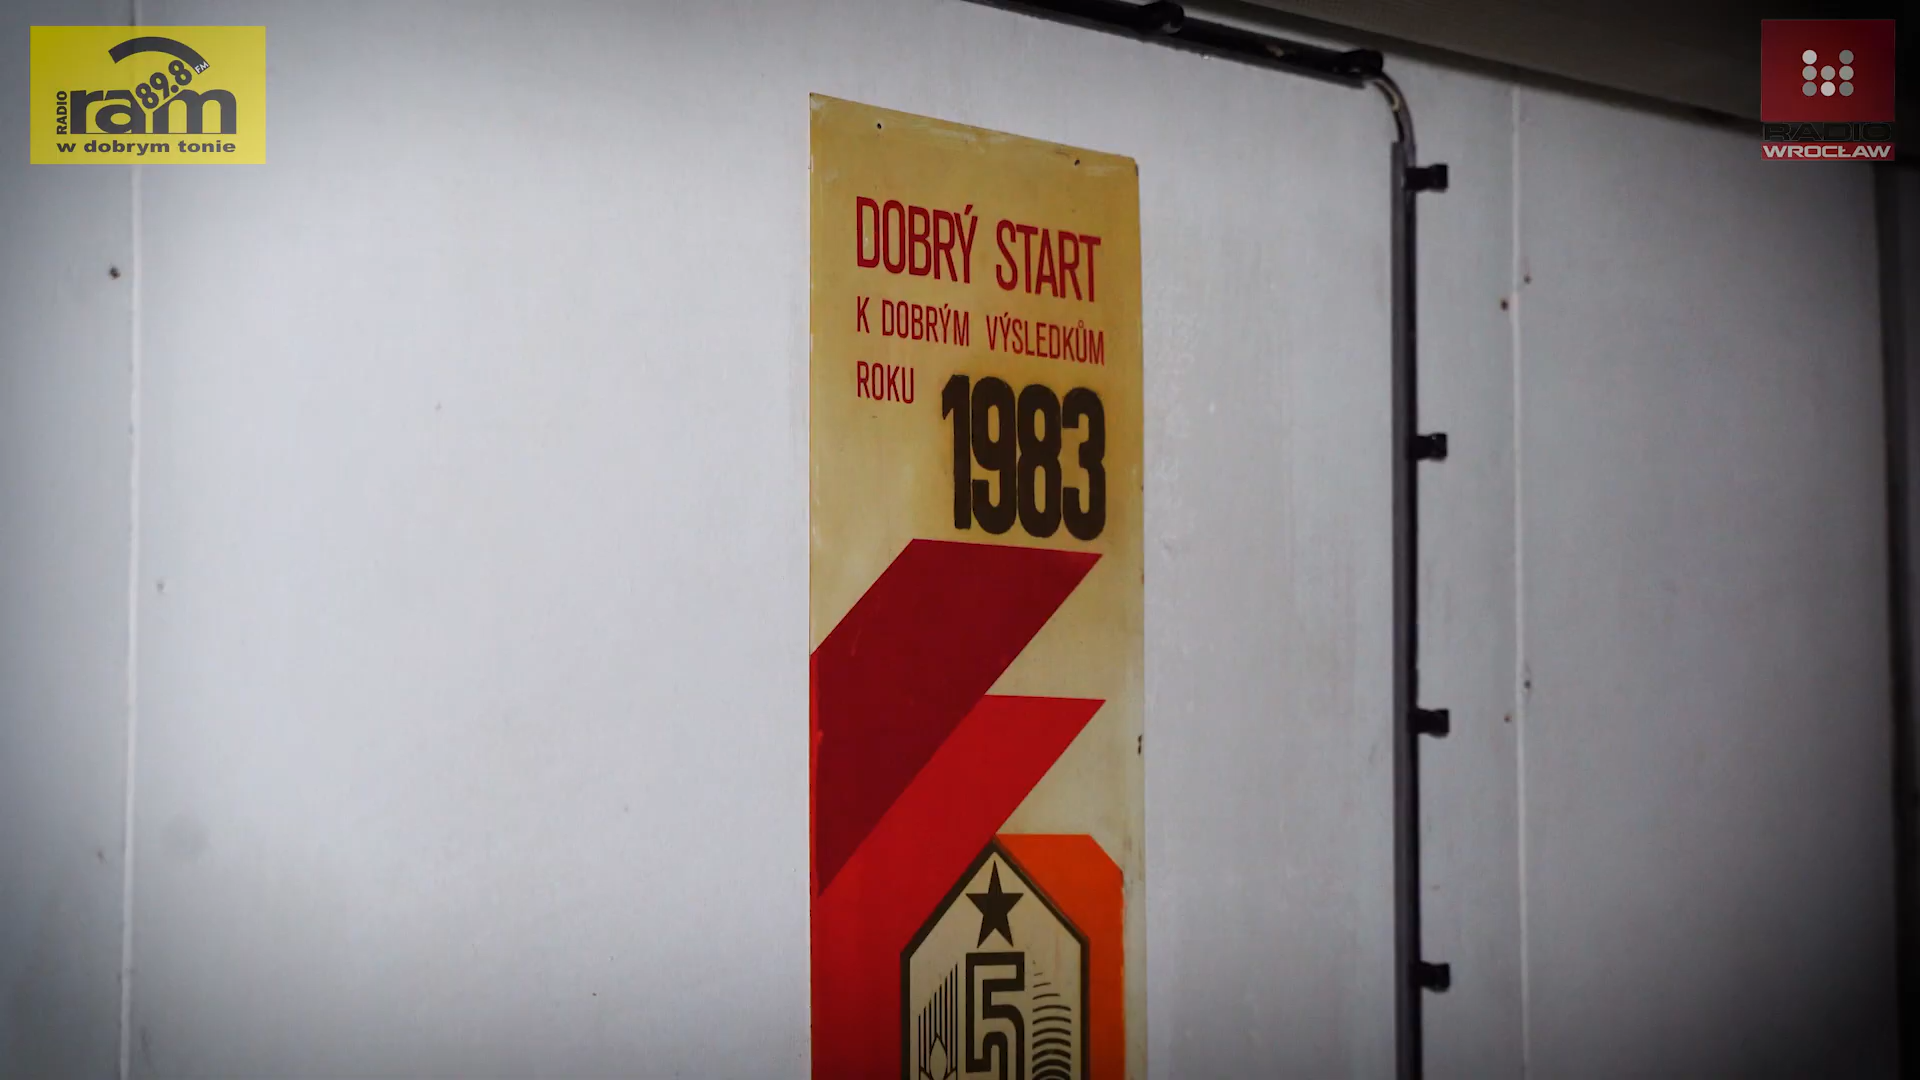 RADIO ram 89.8 FM
w dobrym tonie
RADIO
WROCŁAW
DOBRÝ START
K DOBRÝM VÝSLEDKŮM
ROKU 1983
5